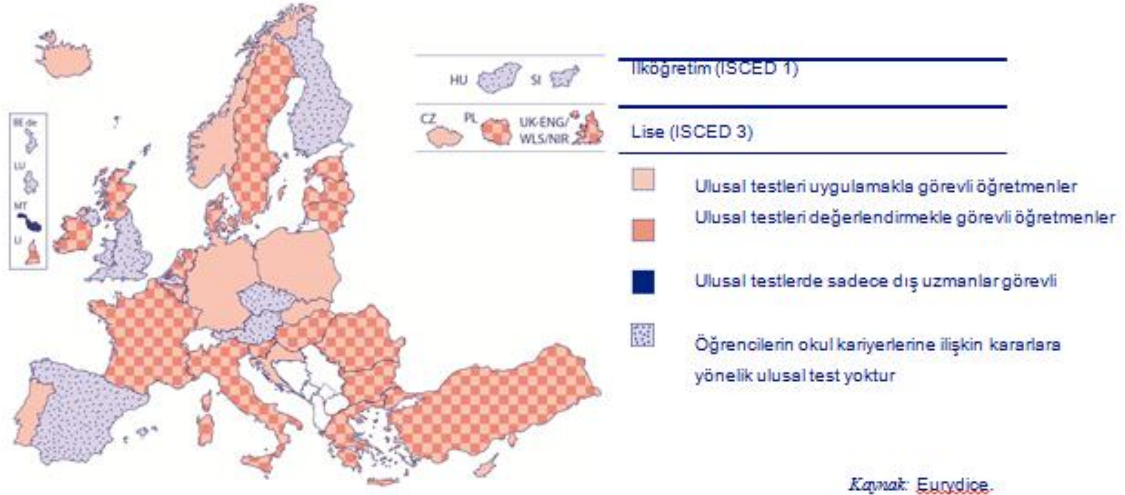 BE de
LU
MT
LI
HU SI İlköğretim (ISCED 1)
CZ PL UK-ENG/
WLS/NIR
Lise (ISCED 3)
Ulusal testleri uygulamakla görevli öğretmenler
Ulusal testleri değerlendirmekle görevli öğretmenler
Ulusal testlerde sadece dış uzmanlar görevli
Öğrencilerin okul kariyerlerine ilişkin kararlara
yönelik ulusal test yoktur
Kaynak: Eurydice.